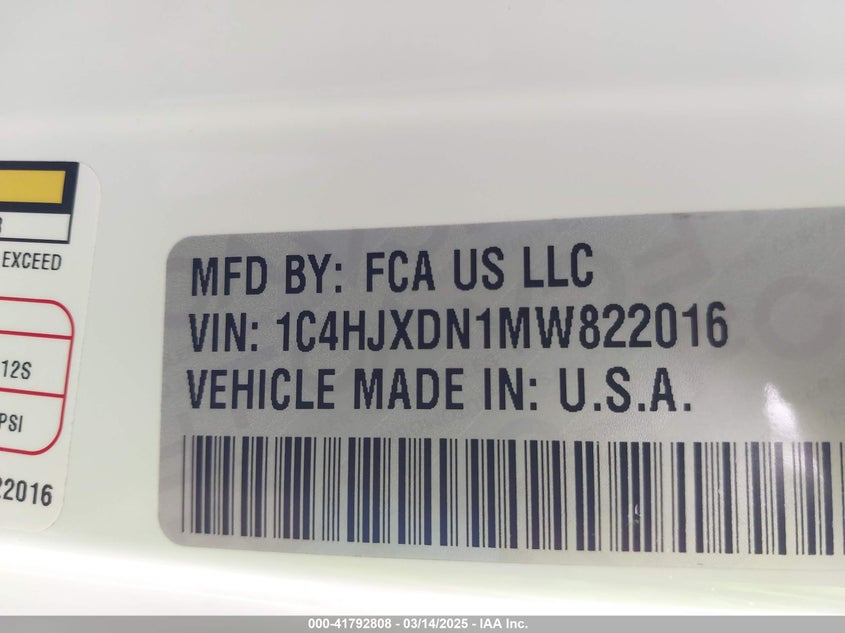 EXCEED
12S
PSI
22016
MFD BY: FCA US LLC
VIN: 1C4HJXDN1MW822016
VEHICLE MADE IN: U.S.A.
000-41792808 - 03/14/2025 - IAA Inc.